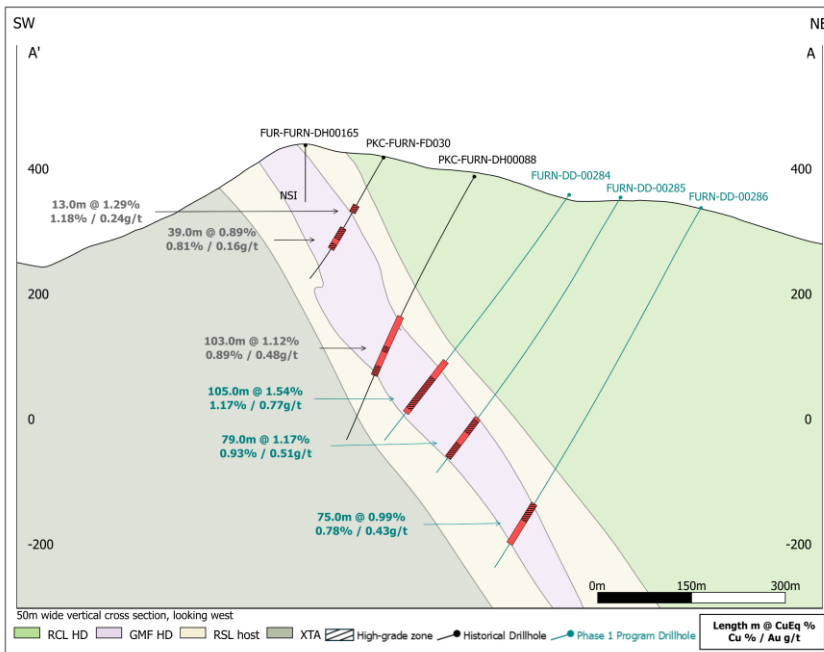 SW
NE
A'
A
FUR-FURN-DH00165
PKC-FURN-FD030
PKC-FURN-DH00088
FURN-DD-00284
FURN-DD-00285
FURN-DD-00286
400
400
NSI
13.0m @ 1.29%
1.18% / 0.24g/t
39.0m @ 0.89%
0.81% / 0.16g/t
200
200
103.0m @ 1.12%
0.89% / 0.48g/t
105.0m @ 1.54%
1.17% / 0.77g/t
0
0
79.0m @ 1.17%
0.93% / 0.51g/t
75.0m @ 0.99%
0.78% / 0.43g/t
-200
-200
0m 150m 300m
50m wide vertical cross section, looking west
RCL HD GMF HD RSL host XTA High-grade zone Historical Drillhole Phase 1 Program Drillhole
Length m @ CuEq %
Cu % / Au g/t